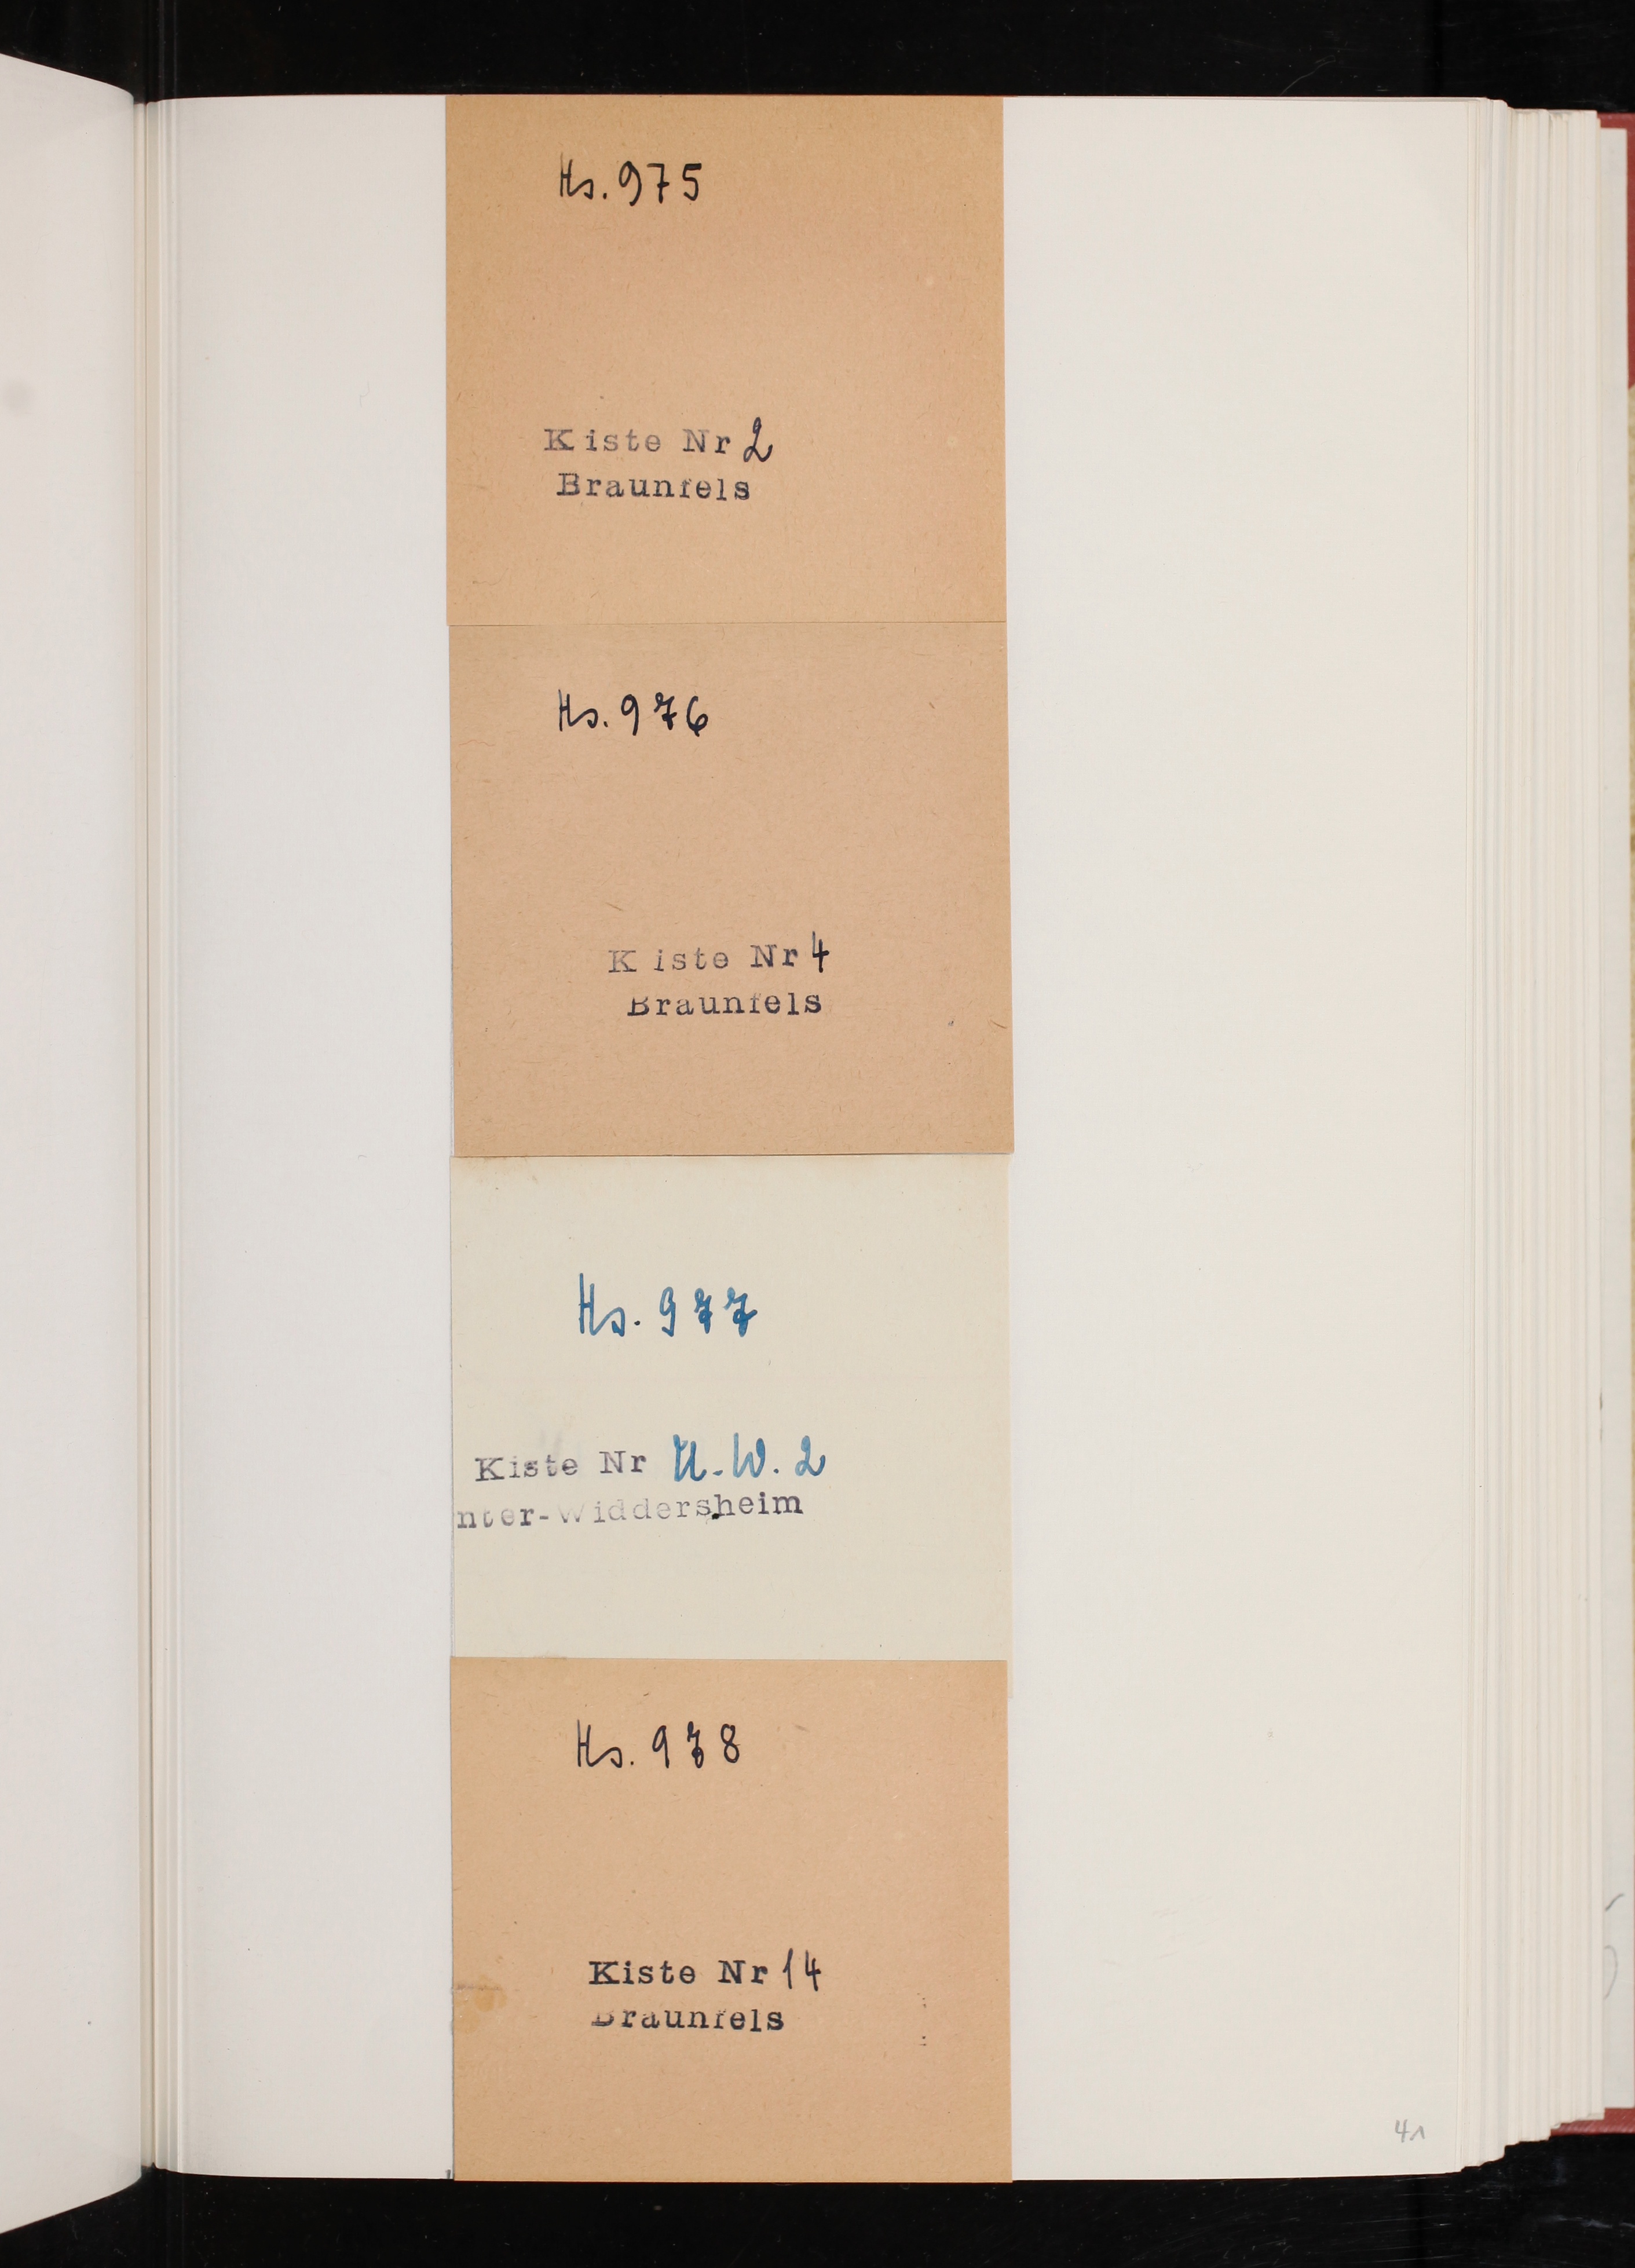 Hs. 975
Kiste Nr 2
Braunfels
Hs. 976
Kiste Nr 4
Braunfels
Hs. 977
Kiste Nr U.W. 2
nter-Widdersheim
Hs. 978
Kiste Nr 14
Braunfels
41